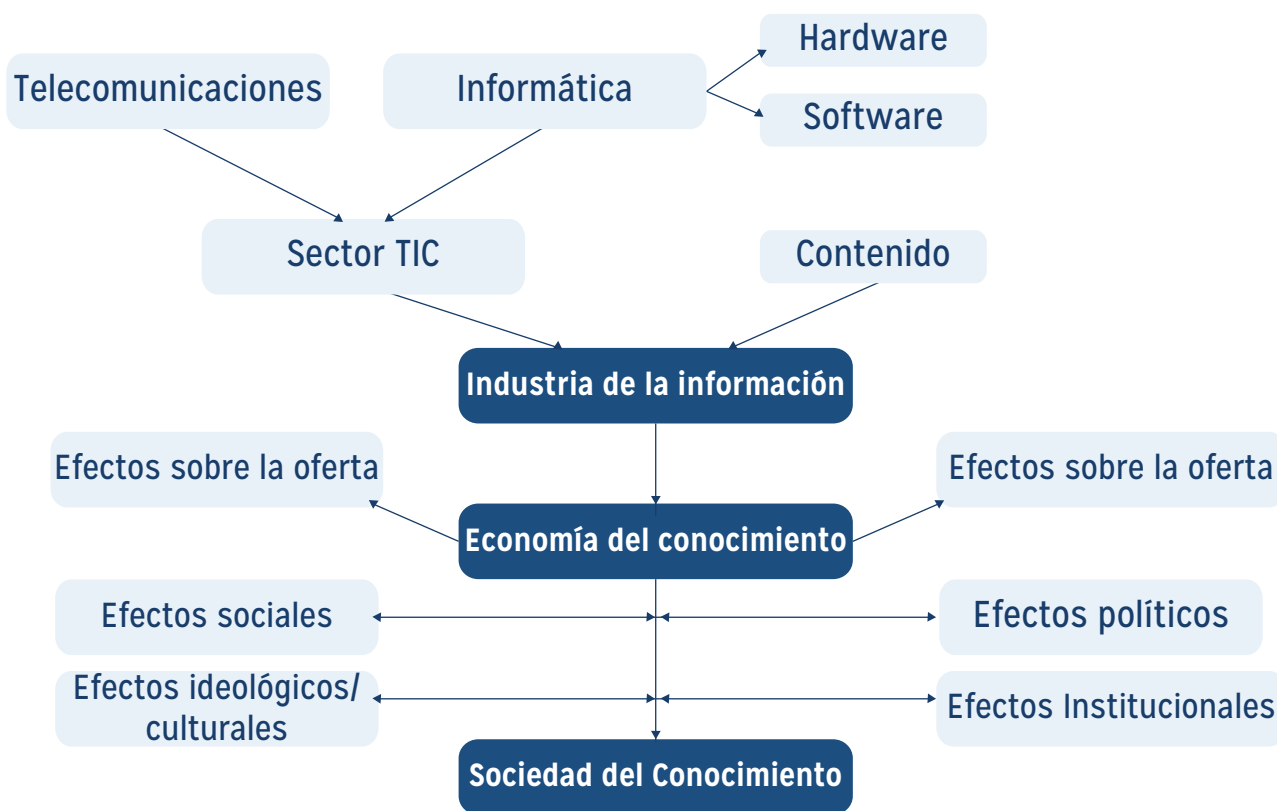 Hardware
Telecomunicaciones
Informática
Software
Sector TIC
Contenido
Industria de la información
Efectos sobre la oferta
Efectos sobre la oferta
Economía del conocimiento
Efectos sociales
Efectos políticos
Efectos ideológicos/
culturales
Efectos Institucionales
Sociedad del Conocimiento